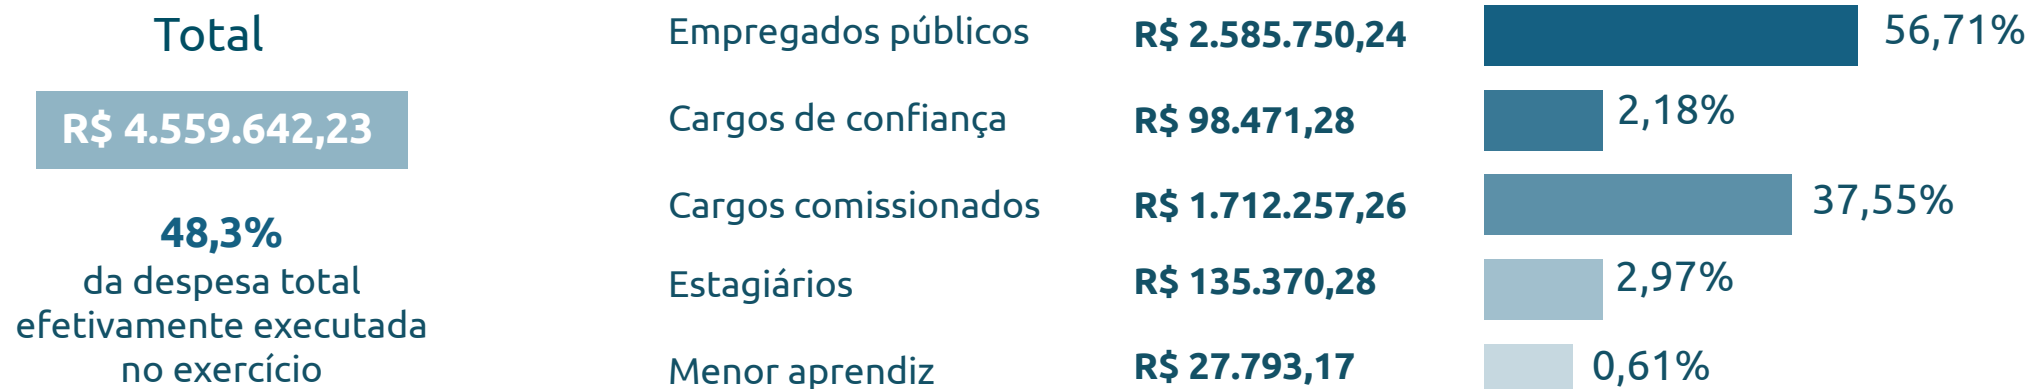 Total
R$ 4.559.642,23
48,3%
da despesa total
efetivamente executada
no exercício
Empregados públicos R$ 2.585.750,24 56,71%
Cargos de confiança R$ 98.471,28 2,18%
Cargos comissionados R$ 1.712.257,26 37,55%
Estagiários R$ 135.370,28 2,97%
Menor aprendiz R$ 27.793,17 0,61%